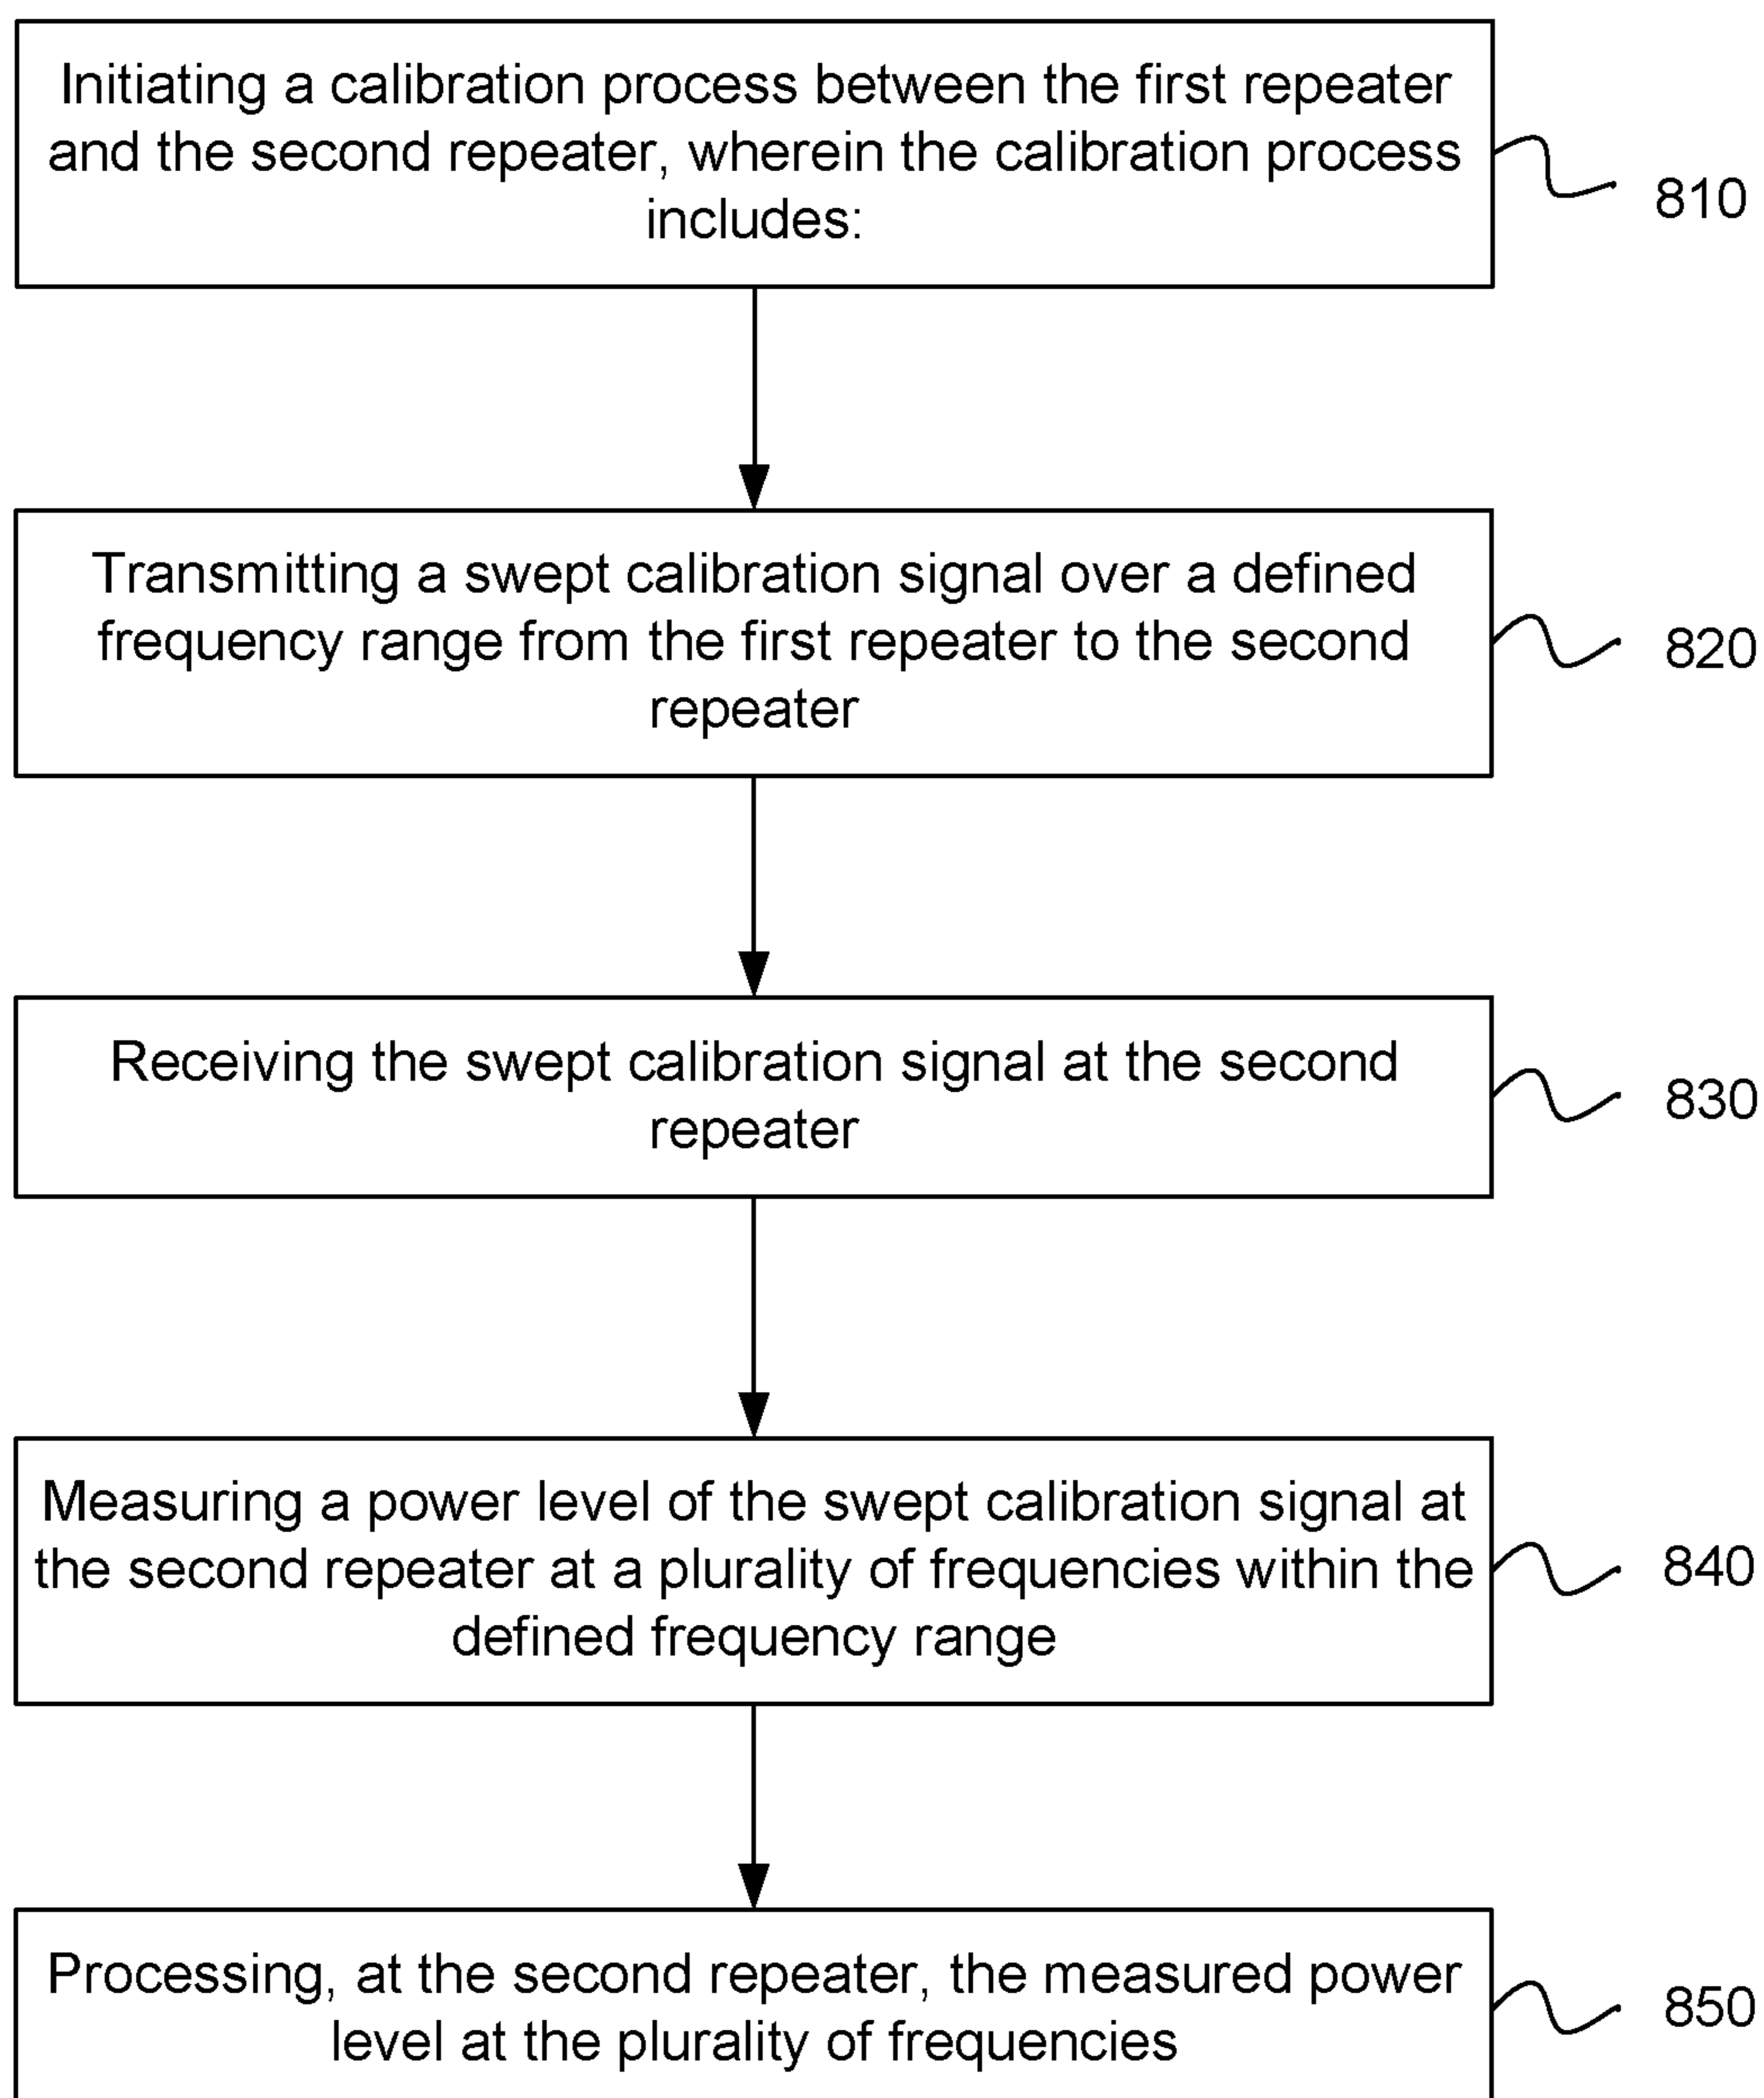 Initiating a calibration process between the first repeater
and the second repeater, wherein the calibration process
includes:
810
Transmitting a swept calibration signal over a defined
frequency range from the first repeater to the second
repeater
820
Receiving the swept calibration signal at the second
repeater
830
Measuring a power level of the swept calibration signal at
the second repeater at a plurality of frequencies within the
defined frequency range
840
Processing, at the second repeater, the measured power
level at the plurality of frequencies
850